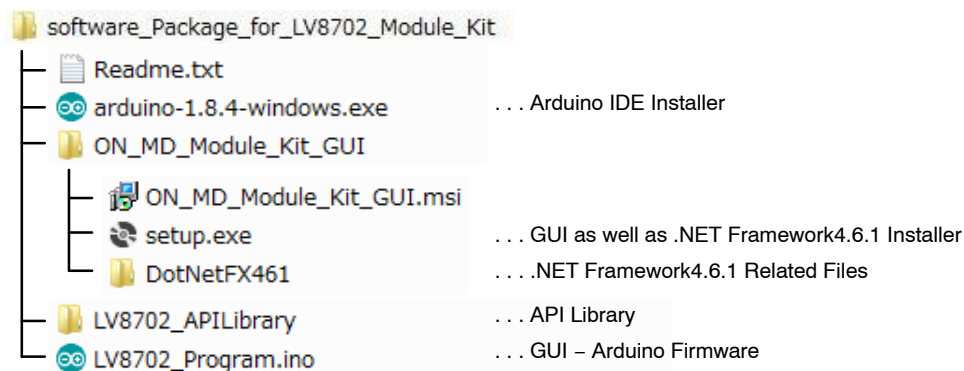 software_Package_for_LV8702_Module_Kit
Readme.txt
arduino-1.8.4-windows.exe . . . Arduino IDE Installer
ON_MD_Module_Kit_GUI
ON_MD_Module_Kit_GUI.msi
setup.exe . . . GUI as well as .NET Framework4.6.1 Installer
DotNetFX461 . . . .NET Framework4.6.1 Related Files
LV8702_APILibrary . . . API Library
LV8702_Program.ino . . . GUI − Arduino Firmware